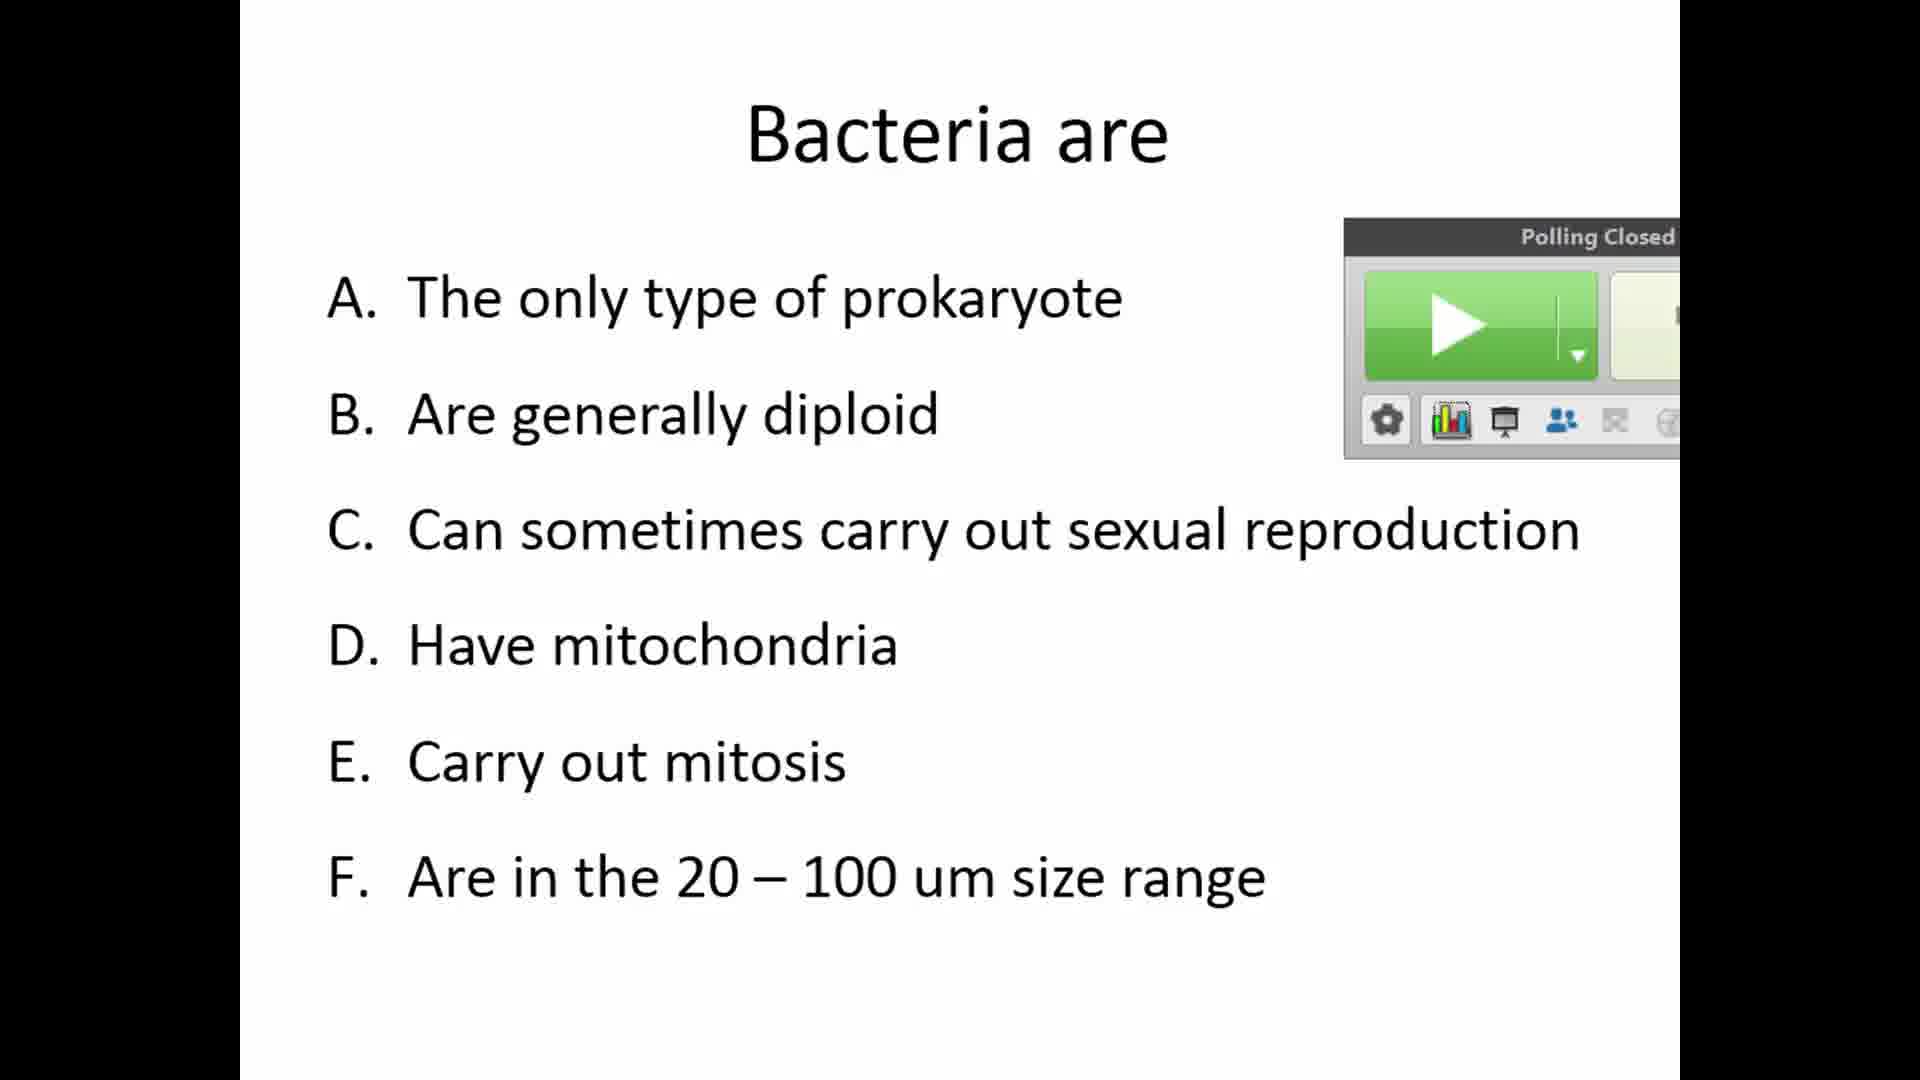 Bacteria are
Polling Closed
A. The only type of prokaryote
B. Are generally diploid
C. Can sometimes carry out sexual reproduction
D. Have mitochondria
E. Carry out mitosis
F. Are in the 20 – 100 um size range